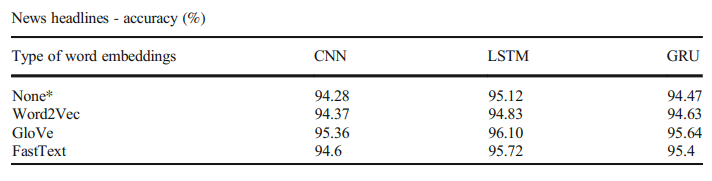 News headlines - accuracy (%)
Type of word embeddings CNN LSTM GRU
None* 94.28 95.12 94.47
Word2Vec 94.37 94.83 94.63
GloVe 95.36 96.10 95.64
FastText 94.6 95.72 95.4